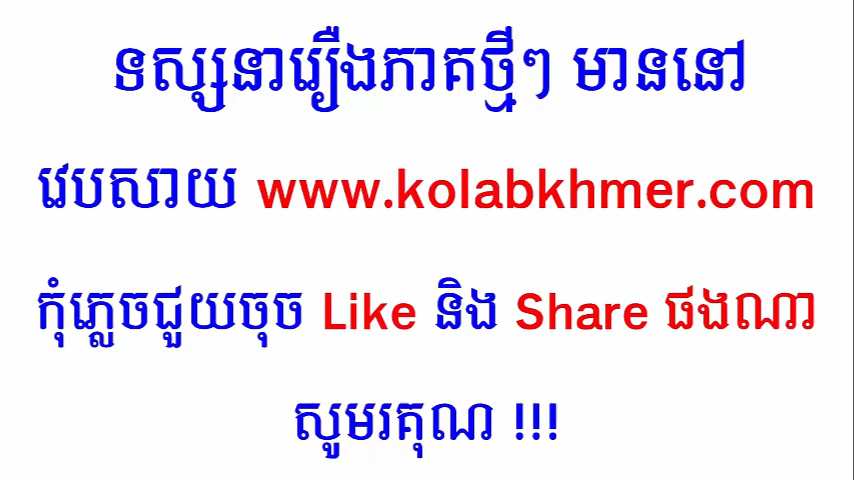 ទស្សនារឿងភាគថ្មីៗ មាននៅ
វេបសាយ www.kolabkhmer.com
កុំភ្លេចជួយចុច Like និង Share ផងណា
សូមរគុណ !!!